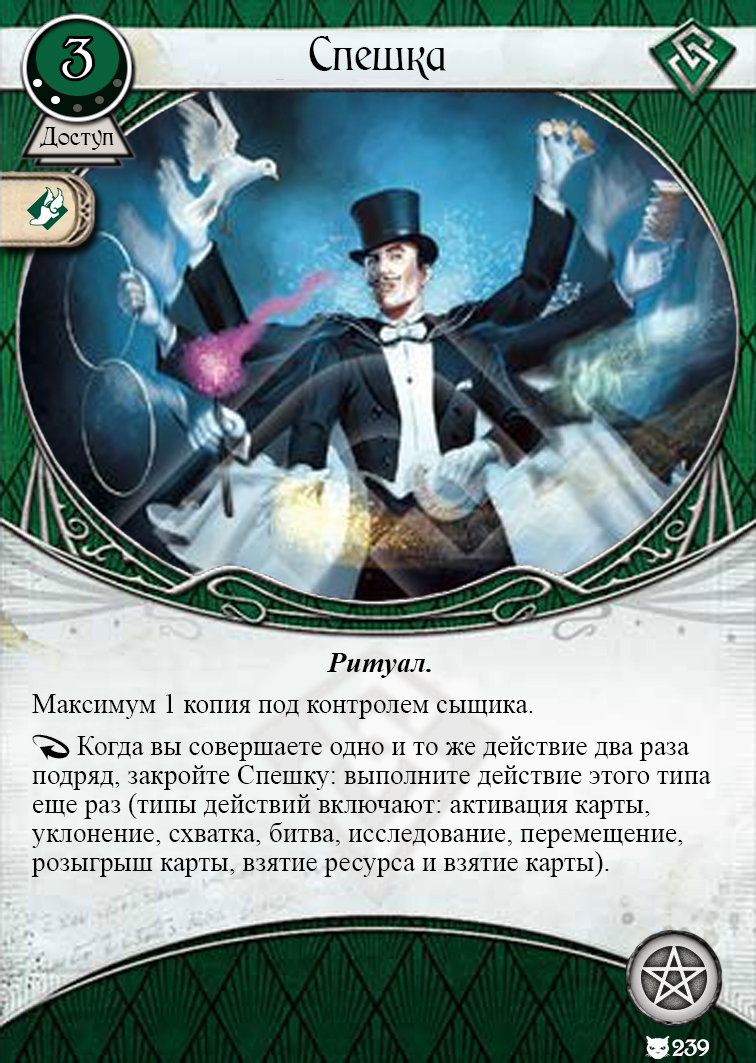 3
Спешка
Доступ
Ритуал.
Максимум 1 копия под контролем сыщика.
Когда вы совершаете одно и то же действие два раза
подряд, закройте Спешку: выполните действие этого типа
еще раз (типы действий включают: активация карты,
уклонение, схватка, битва, исследование, перемещение,
розыгрыш карты, взятие ресурса и взятие карты).
239